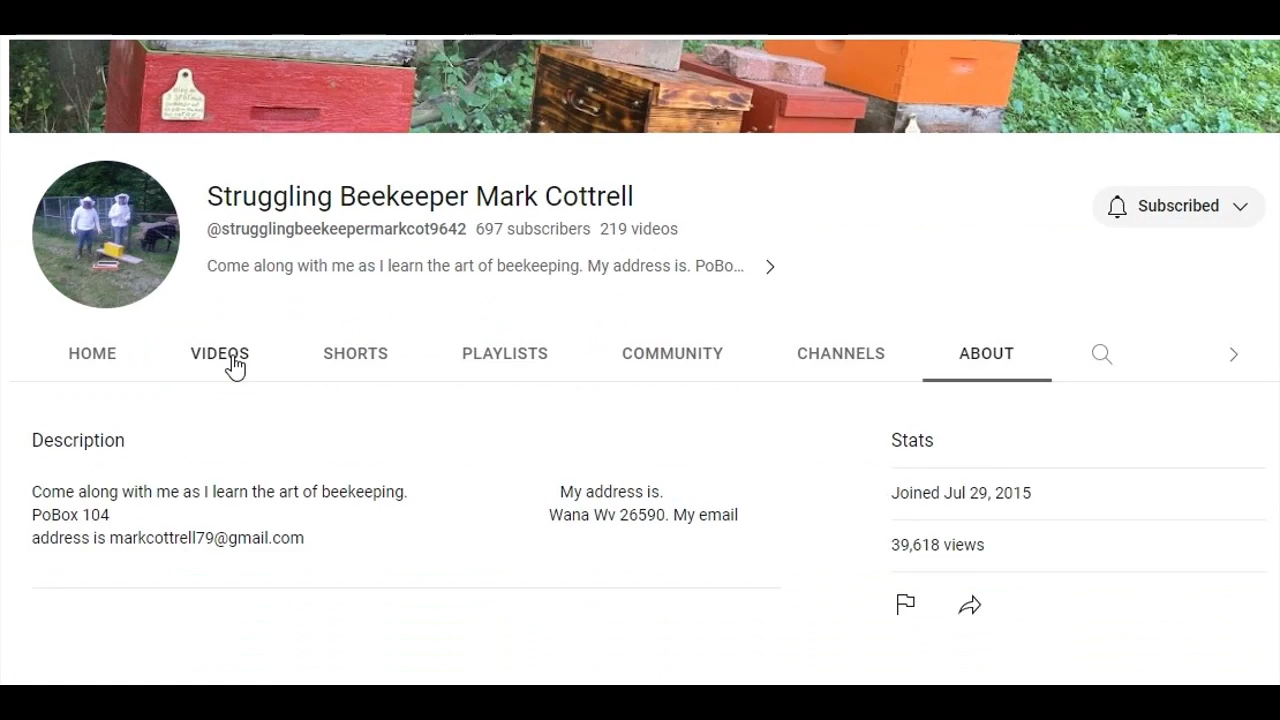 Struggling Beekeeper Mark Cottrell
@strugglingbeekeepermarkcot9642 697 subscribers 219 videos
Come along with me as I learn the art of beekeeping. My address is. PoBo...
Subscribed
HOME VIDEOS SHORTS PLAYLISTS COMMUNITY CHANNELS ABOUT
Description
Come along with me as I learn the art of beekeeping. My address is.
PoBox 104 Wana Wv 26590. My email
address is markcottrell79@gmail.com
Stats
Joined Jul 29, 2015
39,618 views